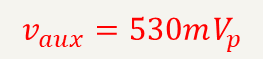 v_aux = 530mV_p